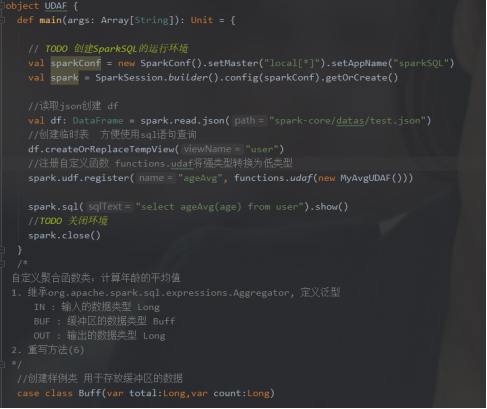 object UDAF {
def main(args: Array[String]): Unit = {
// TODO 创建SparkSQL的运行环境
val sparkConf = new SparkConf().setMaster("local[*]").setAppName("sparkSQL")
val spark = SparkSession.builder().config(sparkConf).getOrCreate()
//读取json创建 df
val df: DataFrame = spark.read.json( path = "spark-core/datas/test.json")
//创建临时表 方便使用sql语句查询
df.createOrReplaceTempView( viewName = "user")
//注册自定义函数 functions.udaf将强类型转换为低类型
spark.udf.register( name = "ageAvg", functions.udaf(new MyAvgUDAF()))
spark.sql( sqlText = "select ageAvg(age) from user").show()
//TODO 关闭环境
spark.close()
}
/*
自定义聚合函数类: 计算年龄的平均值
1. 继承org.apache.spark.sql.expressions.Aggregator, 定义泛型
IN : 输入的数据类型 Long
BUF : 缓冲区的数据类型 Buff
OUT : 输出的数据类型 Long
2. 重写方法(6)
*/
//创建样例类 用于存放缓冲区的数据
case class Buff(var total:Long,var count:Long)